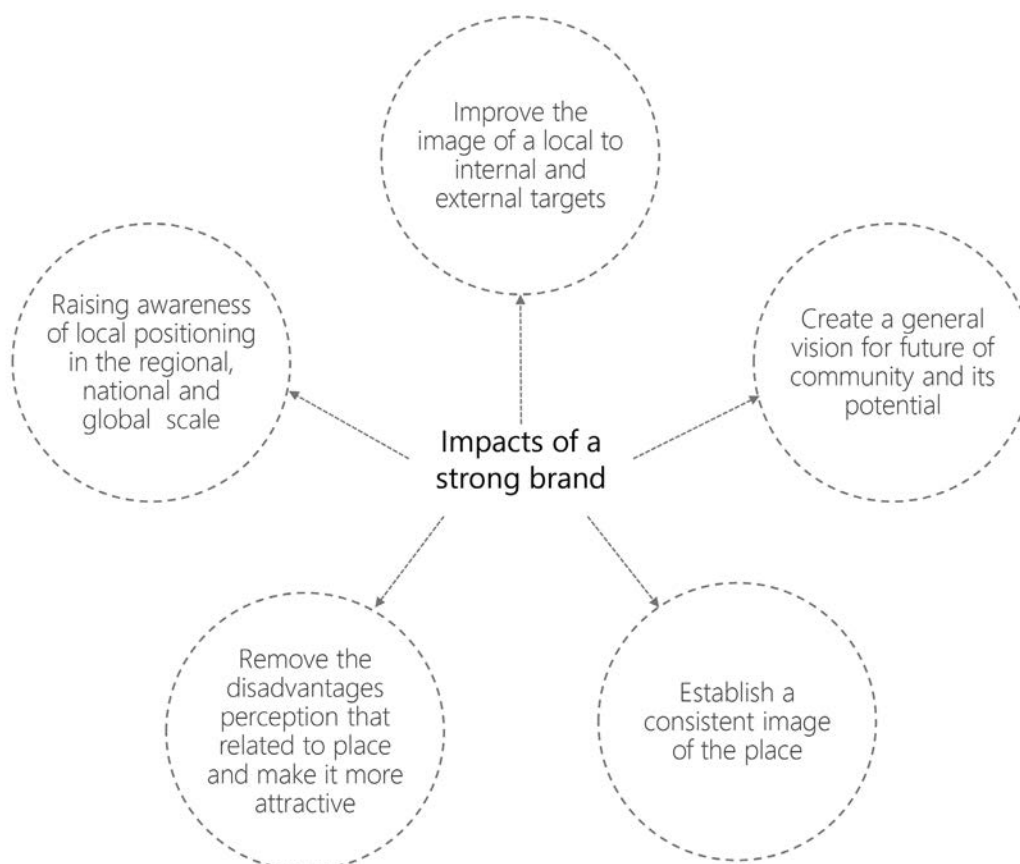 Improve the
image of a local to
internal and
external targets
Raising awareness
of local positioning
in the regional,
national and
global scale
Create a general
vision for future of
community and its
potential
Impacts of a
strong brand
Remove the
disadvantages
perception that
related to place
and make it more
attractive
Establish a
consistent image
of the place